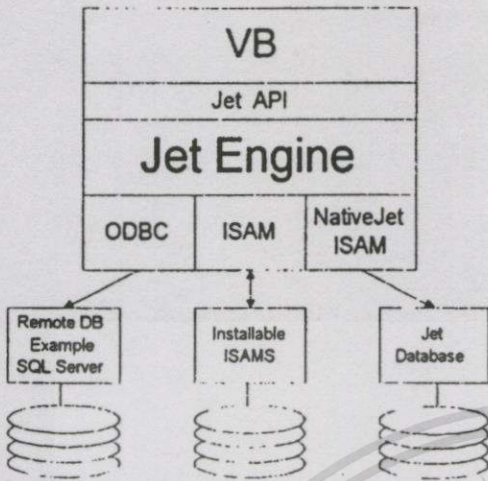 VB
Jet API
Jet Engine
ODBC
ISAM
NativeJet
ISAM
Remote DB
Example
SQL Server
Installable
ISAMS
Jet
Database